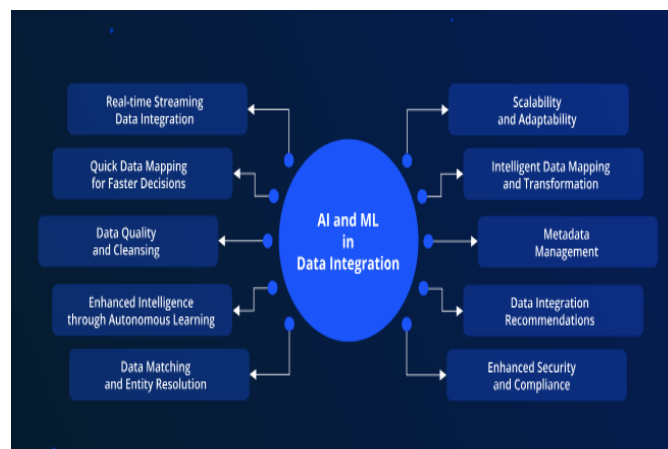 Real-time Streaming
Data Integration
Quick Data Mapping
for Faster Decisions
Data Quality
and Cleansing
Enhanced Intelligence
through Autonomous Learning
Data Matching
and Entity Resolution
AI and ML
in
Data Integration
Scalability
and Adaptability
Intelligent Data Mapping
and Transformation
Metadata
Management
Data Integration
Recommendations
Enhanced Security
and Compliance